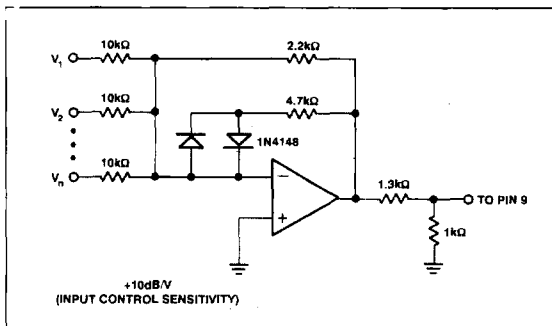 10kΩ
2.2kΩ
V1
10kΩ
4.7kΩ
V2
1N4148
10kΩ
Vn
−
+
1.3kΩ
TO PIN 9
1kΩ
+10dB/V
(INPUT CONTROL SENSITIVITY)